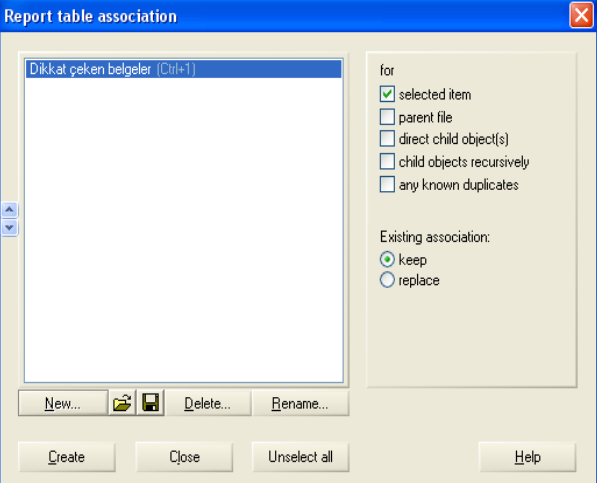 Report table association
Dikkat çeken belgeler (Ctrl+1)
for
selected item
parent file
direct child object(s)
child objects recursively
any known duplicates
Existing association:
keep
replace
New...
Delete...
Rename...
Create
Close
Unselect all
Help